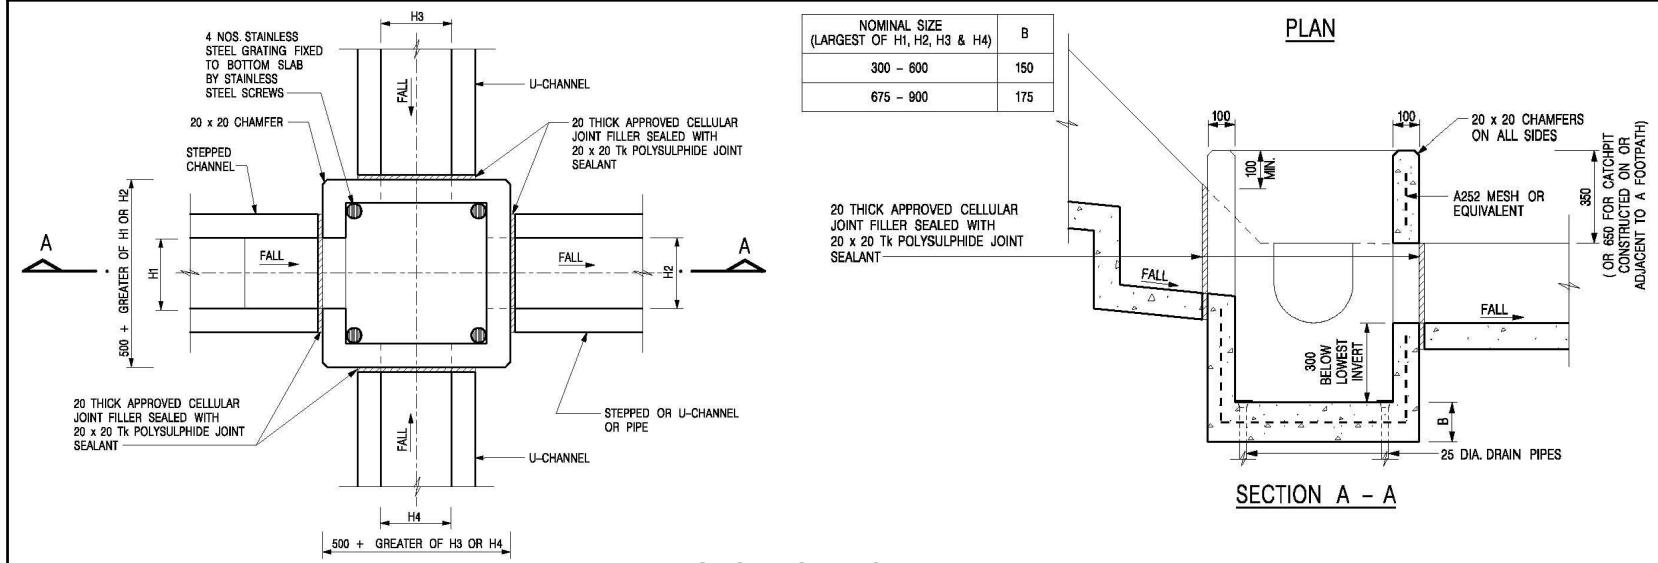 H3
4 NOS. STAINLESS
STEEL GRATING FIXED
TO BOTTOM SLAB
BY STAINLESS
STEEL SCREWS
20 x 20 CHAMFER
STEPPED
CHANNEL
FALL
U-CHANNEL
20 THICK APPROVED CELLULAR
JOINT FILLER SEALED WITH
20 x 20 Tk POLYSULPHIDE JOINT
SEALANT
500 + GREATER OF H1 OR H2
A
H1
FALL
FALL
H2
A
20 THICK APPROVED CELLULAR
JOINT FILLER SEALED WITH
20 x 20 Tk POLYSULPHIDE JOINT
SEALANT
FALL
STEPPED OR U-CHANNEL
OR PIPE
U-CHANNEL
H4
500 + GREATER OF H3 OR H4
NOMINAL SIZE
(LARGEST OF H1, H2, H3 & H4)
B
300 - 600
150
675 - 900
175
PLAN
100
100
20 x 20 CHAMFERS
ON ALL SIDES
100
MIN.
A252 MESH OR
EQUIVALENT
350
( OR 650 FOR CATCHPIT
CONSTRUCTED ON OR
ADJACENT TO A FOOTPATH)
20 THICK APPROVED CELLULAR
JOINT FILLER SEALED WITH
20 x 20 Tk POLYSULPHIDE JOINT
SEALANT
FALL
FALL
300
BELOW
LOWEST
INVERT
B
25 DIA. DRAIN PIPES
SECTION A - A